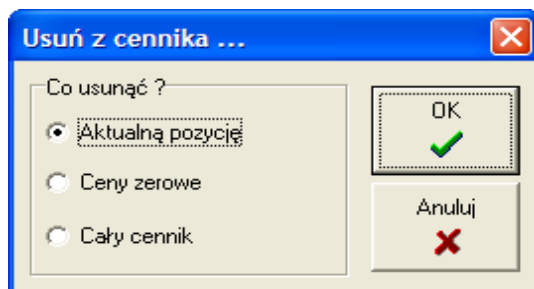 Usuń z cennika ...
Co usunąć ?
Aktualną pozycję
Ceny zerowe
Cały cennik
OK
Anuluj